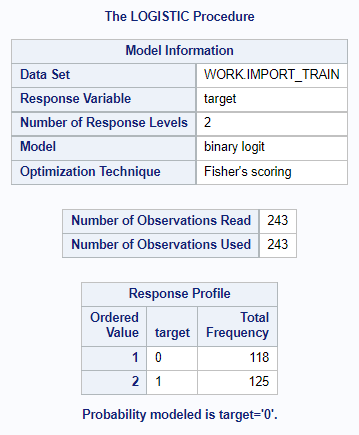 The LOGISTIC Procedure
Model Information
Data Set WORK.IMPORT_TRAIN
Response Variable target
Number of Response Levels 2
Model binary logit
Optimization Technique Fisher's scoring
Number of Observations Read 243
Number of Observations Used 243
Response Profile
Ordered Value target Total Frequency
1 0 118
2 1 125
Probability modeled is target='0'.